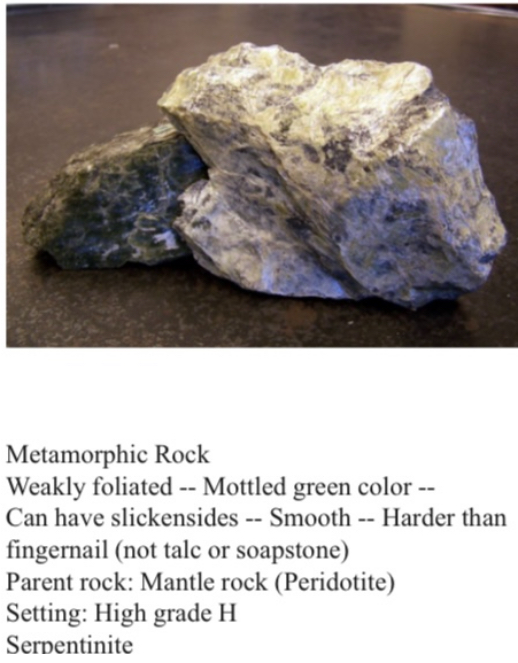 Metamorphic Rock
Weakly foliated -- Mottled green color --
Can have slickensides -- Smooth -- Harder than
fingernail (not talc or soapstone)
Parent rock: Mantle rock (Peridotite)
Setting: High grade H
Serpentinite